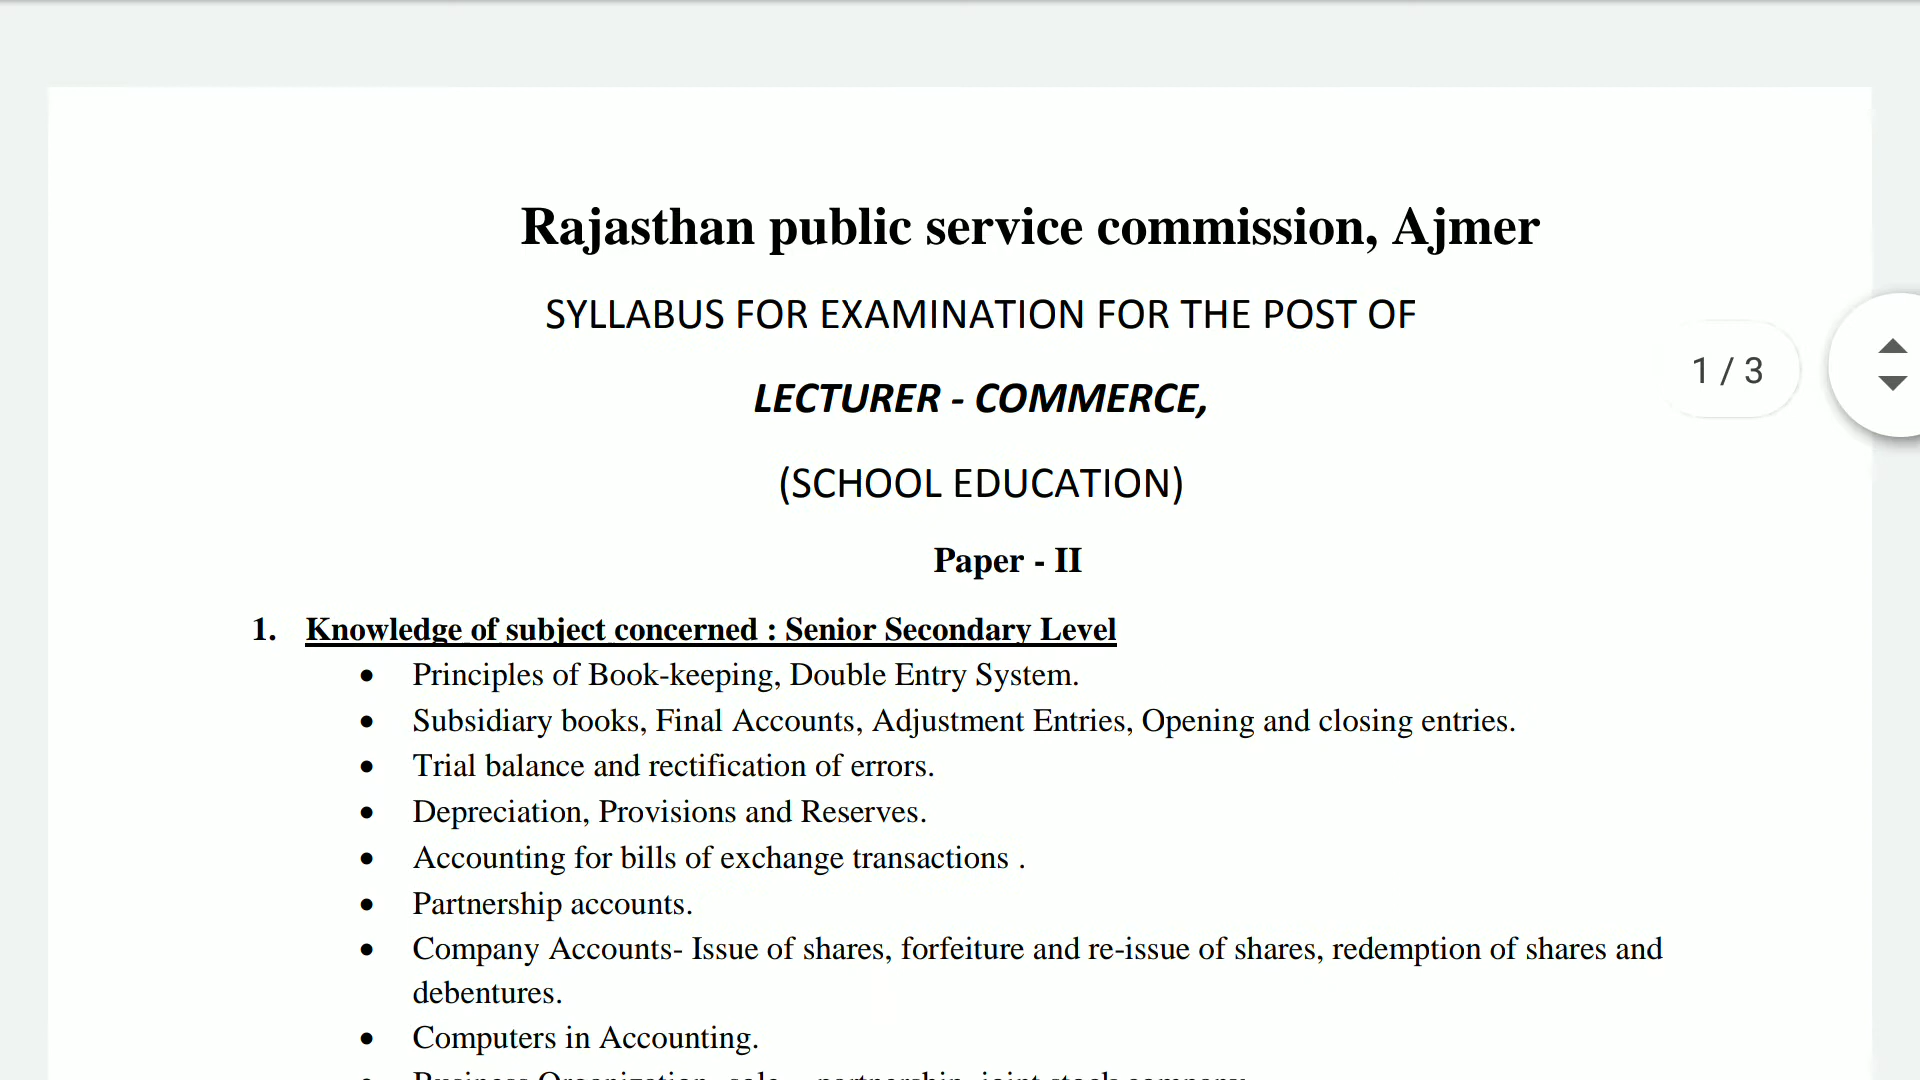 Rajasthan public service commission, Ajmer
SYLLABUS FOR EXAMINATION FOR THE POST OF
LECTURER - COMMERCE,
(SCHOOL EDUCATION)
1 / 3
Paper - II
1. Knowledge of subject concerned : Senior Secondary Level
• Principles of Book-keeping, Double Entry System.
• Subsidiary books, Final Accounts, Adjustment Entries, Opening and closing entries.
• Trial balance and rectification of errors.
• Depreciation, Provisions and Reserves.
• Accounting for bills of exchange transactions .
• Partnership accounts.
• Company Accounts- Issue of shares, forfeiture and re-issue of shares, redemption of shares and
debentures.
• Computers in Accounting.